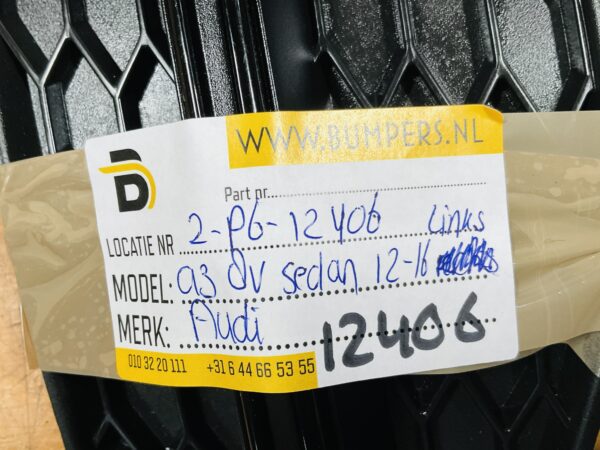 WWW.BUMPERS.NL
B
Part nr
LOCATIE NR 2-P6-12406 Links
MODEL: a3 8V sedan 12-16
MERK: Audi
12406
010 32 20 111 +31 6 44 66 53 55